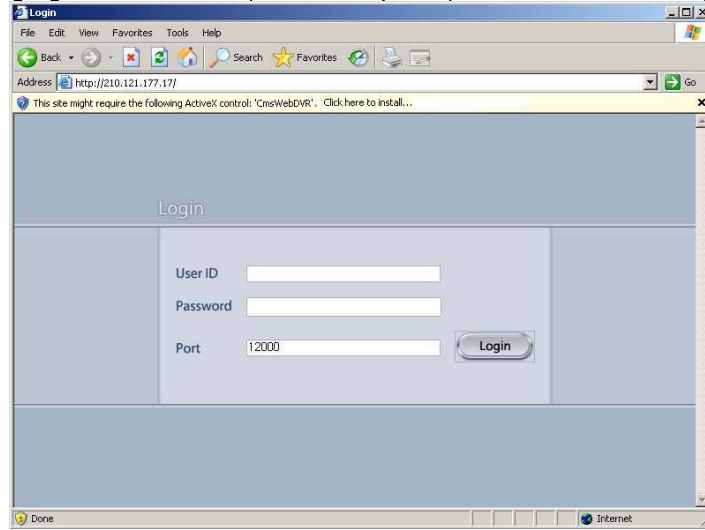 Login
File Edit View Favorites Tools Help
Back Search Favorites
Address http://210.121.177.17/ Go
This site might require the following ActiveX control: 'CmsWebDVR'. Click here to install...
Login
User ID
Password
Port 12000 Login
Done Internet